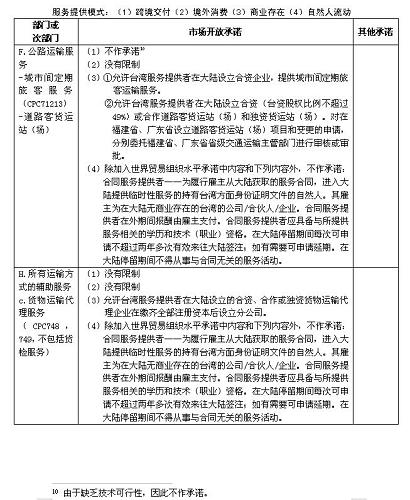 服务提供模式：（1）跨境交付（2）境外消费（3）商业存在（4）自然人流动
部门或
次部门
市场开放承诺
其他承诺
F.公路运输服
务
-城市间定期
旅客服务
（CPC71213）
-道路客货运
站（场）
（1）不作承诺¹⁰
（2）没有限制
（3）①允许台湾服务提供者在大陆设立合资企业，提供城市间定期旅
客运输服务。
②允许台湾服务提供者在大陆设立合资（台资股权比例不超过
49%）或合作道路客货运站（场）和独资货运站（场）。对在
福建省、广东省设立道路客货运站（场）项目和变更的申请，
分别委托福建省、广东省省级交通运输主管部门进行审核或审
批。
（4）除加入世界贸易组织水平承诺中内容和下列内容外，不作承诺：
合同服务提供者——为履行雇主从大陆获取的服务合同，进入大
陆提供临时性服务的持有台湾方面身份证明文件的自然人。其雇
主为在大陆无商业存在的台湾的公司/合伙人/企业。合同服务提
供者在外期间报酬由雇主支付。合同服务提供者应具备与所提供
服务相关的学历和技术（职业）资格。在大陆停留期间每次可申
请不超过两年多次有效来往大陆签注；如有需要可申请延期。在
大陆停留期间不得从事与合同无关的服务活动。
H.所有运输方
式的辅助服务
c.货物运输代
理服务
（CPC748，
749，不包括货
检服务）
（1）没有限制
（2）没有限制
（3）允许台湾服务提供者在大陆设立的合资、合作或独资货物运输代
理企业在缴齐全部注册资本后设立分公司。
（4）除加入世界贸易组织水平承诺中内容和下列内容外，不作承诺：
合同服务提供者——为履行雇主从大陆获取的服务合同，进入大
陆提供临时性服务的持有台湾方面身份证明文件的自然人。其雇
主为在大陆无商业存在的台湾的公司/合伙人/企业。合同服务提
供者在外期间报酬由雇主支付。合同服务提供者应具备与所提供
服务相关的学历和技术（职业）资格。在大陆停留期间每次可申
请不超过两年多次有效来往大陆签注；如有需要可申请延期。在
大陆停留期间不得从事与合同无关的服务活动。
¹⁰ 由于缺乏技术可行性，因此不作承诺。